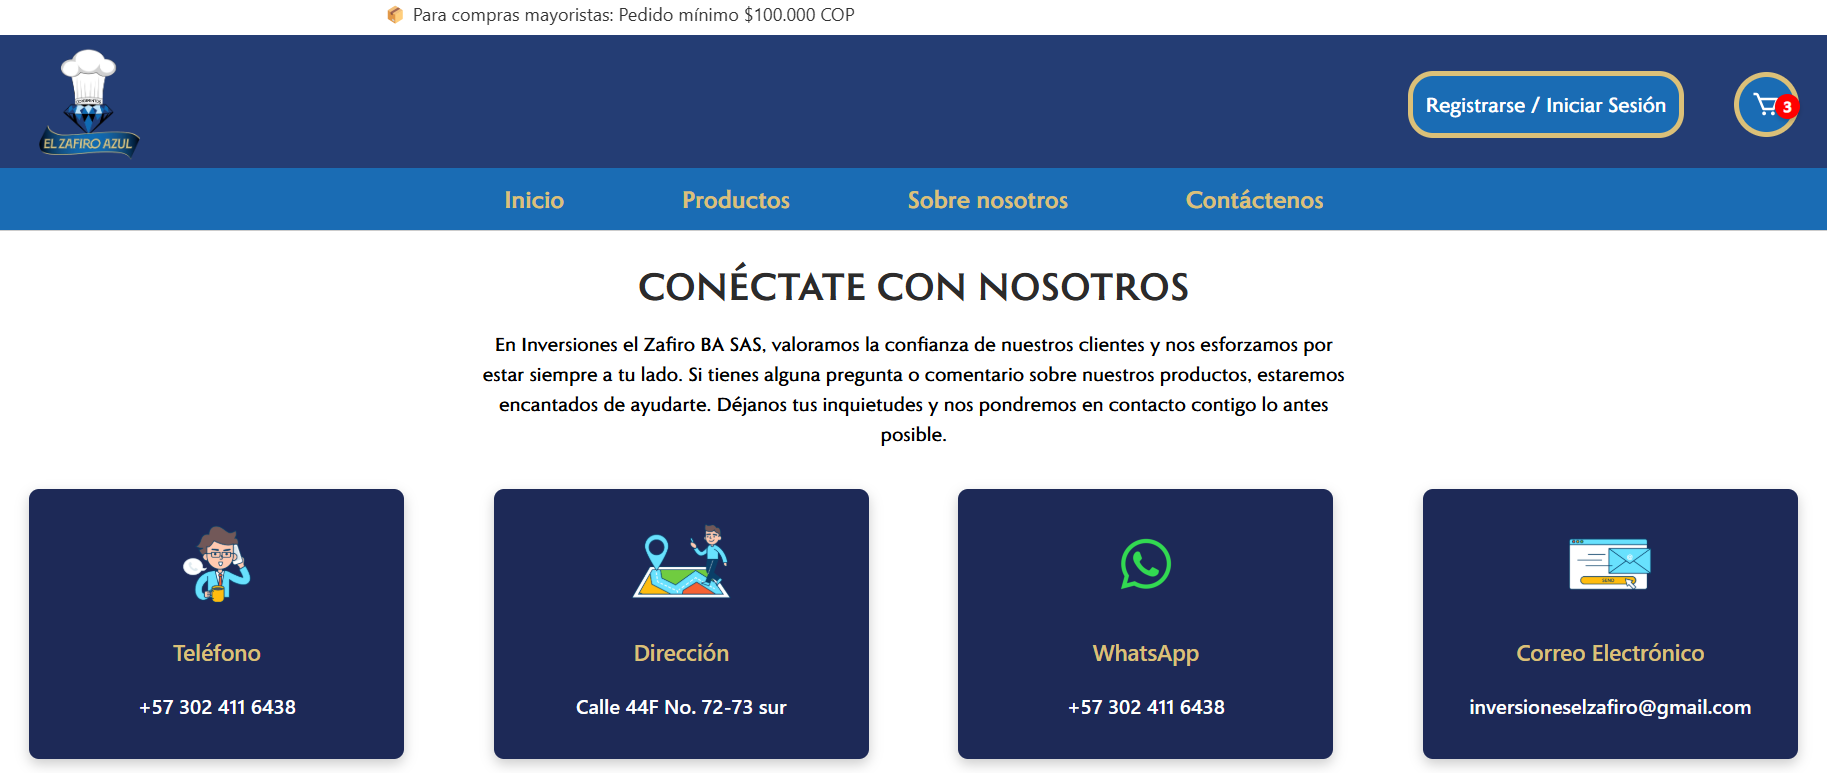 Para compras mayoristas: Pedido mínimo $100.000 COP
EL ZAFIRO AZUL
Registrarse / Iniciar Sesión
3
Inicio
Productos
Sobre nosotros
Contáctenos
CONÉCTATE CON NOSOTROS
En Inversiones el Zafiro BA SAS, valoramos la confianza de nuestros clientes y nos esforzamos por
estar siempre a tu lado. Si tienes alguna pregunta o comentario sobre nuestros productos, estaremos
encantados de ayudarte. Déjanos tus inquietudes y nos pondremos en contacto contigo lo antes
posible.
Teléfono
+57 302 411 6438
Dirección
Calle 44F No. 72-73 sur
WhatsApp
+57 302 411 6438
SEND
Correo Electrónico
inversioneselzafiro@gmail.com